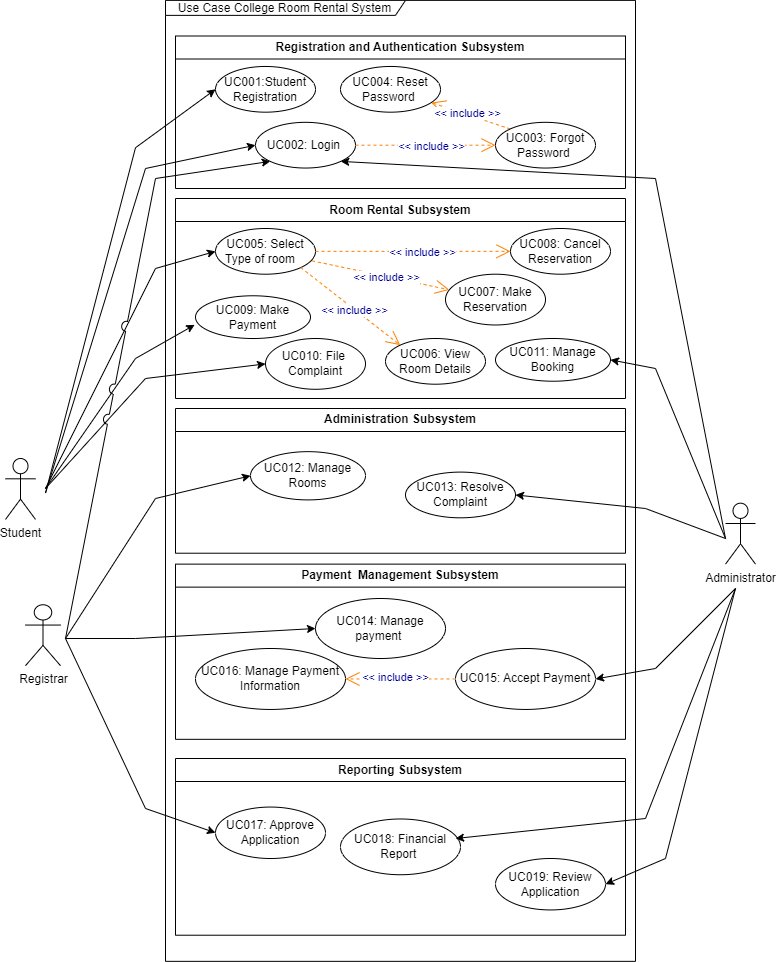 Use Case College Room Rental System
Registration and Authentication Subsystem
UC001:Student
Registration
UC004: Reset
Password
<< include >>
UC002: Login
<< include >>
UC003: Forgot
Password
Room Rental Subsystem
UC005: Select
Type of room
<< include >>
UC008: Cancel
Reservation
<< include >>
UC007: Make
Reservation
UC009: Make
Payment
<< include >>
UC010: File
Complaint
UC006: View
Room Details
UC011: Manage
Booking
Administration Subsystem
UC012: Manage
Rooms
UC013: Resolve
Complaint
Student
Administrator
Payment  Management Subsystem
UC014: Manage
payment
Registrar
UC016: Manage Payment
Information
<< include >>
UC015: Accept Payment
Reporting Subsystem
UC017: Approve
Application
UC018: Financial
Report
UC019: Review
Application